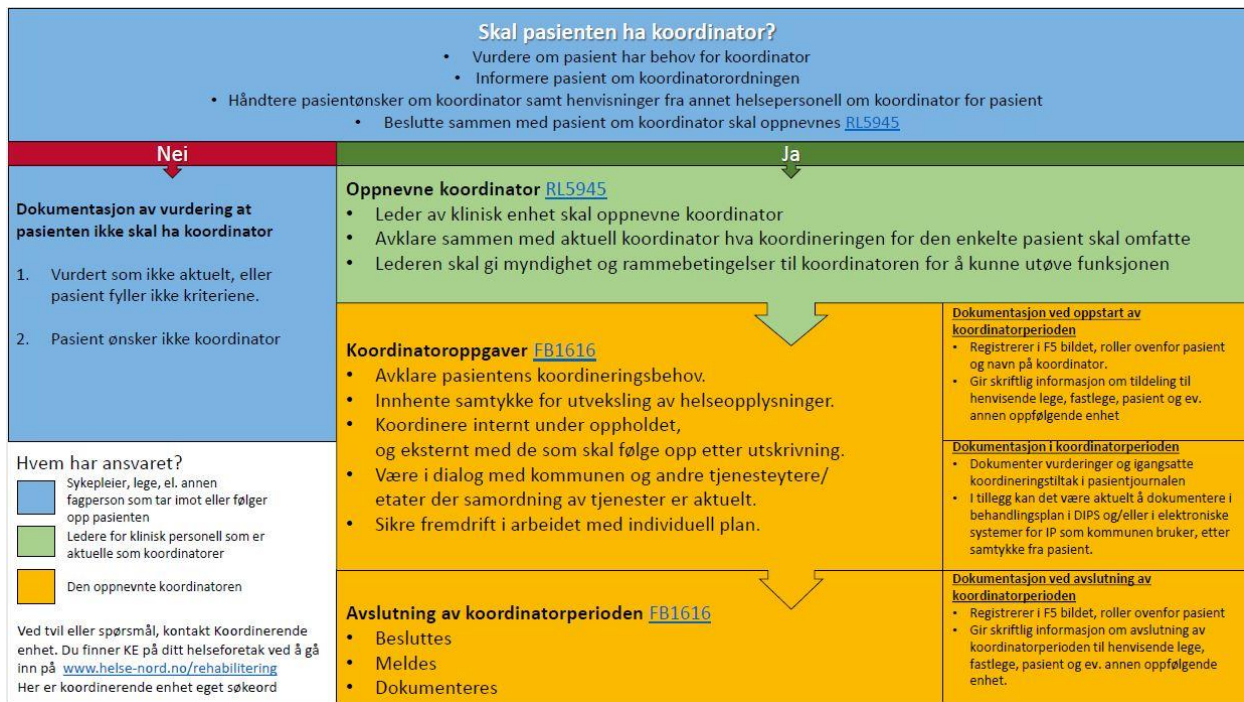 Skal pasienten ha koordinator?
• Vurdere om pasient har behov for koordinator
• Informere pasient om koordinatorordningen
• Håndtere pasientønsker om koordinator samt henvisninger fra annet helsepersonell om koordinator for pasient
• Beslutte sammen med pasient om koordinator skal oppnevnes RL5945
Nei
Ja
Dokumentasjon av vurdering at
pasienten ikke skal ha koordinator
1. Vurdert som ikke aktuelt, eller
pasient fyller ikke kriteriene.
2. Pasient ønsker ikke koordinator
Hvem har ansvaret?
Sykepleier, lege, el. annen
fagperson som tar imot eller følger
opp pasienten
Ledere for klinisk personell som er
aktuelle som koordinatorer
Den oppnevnte koordinatoren
Ved tvil eller spørsmål, kontakt Koordinerende
enhet. Du finner KE på ditt helseforetak ved å gå
inn på www.helse-nord.no/rehabilitering
Her er koordinerende enhet eget søkeord
Oppnevne koordinator RL5945
• Leder av klinisk enhet skal oppnevne koordinator
• Avklare sammen med aktuell koordinator hva koordineringen for den enkelte pasient skal omfatte
• Lederen skal gi myndighet og rammebetingelser til koordinatoren for å kunne utøve funksjonen
Koordinatoroppgaver FB1616
• Avklare pasientens koordineringsbehov.
• Innhente samtykke for utveksling av helseopplysninger.
• Koordinere internt under oppholdet,
og eksternt med de som skal følge opp etter utskrivning.
• Være i dialog med kommunen og andre tjenesteytere/
etater der samordning av tjenester er aktuelt.
• Sikre fremdrift i arbeidet med individuell plan.
Dokumentasjon ved oppstart av
koordinatorperioden
• Registrerer i F5 bildet, roller ovenfor pasient
og navn på koordinator.
• Gir skriftlig informasjon om tildeling til
henvisende lege, fastlege, pasient og ev.
annen oppfølgende enhet
Dokumentasjon i koordinatorperioden
• Dokumenter vurderinger og igangsatte
koordineringstiltak i pasientjournalen
• I tillegg kan det være aktuelt å dokumentere i
behandlingsplan i DIPS og/eller i elektroniske
systemer for IP som kommunen bruker, etter
samtykke fra pasient.
Avslutning av koordinatorperioden FB1616
• Besluttes
• Meldes
• Dokumenteres
Dokumentasjon ved avslutning av
koordinatorperioden
• Registrerer i F5 bildet, roller ovenfor pasient
• Gir skriftlig informasjon om avslutning av
koordinatorperioden til henvisende lege,
fastlege, pasient og ev. annen oppfølgende
enhet.